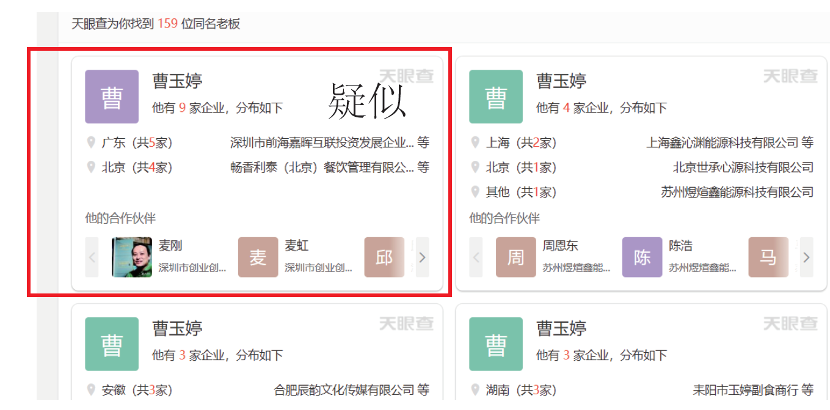 天眼查为你找到 159 位同名老板
曹
曹玉婷
天眼查
他有 9 家企业，分布如下
疑似
广东（共5家）
深圳市前海嘉晖互联投资发展企业... 等
北京（共4家）
畅香利泰（北京）餐饮管理有限公... 等
他的合作伙伴
麦刚
深圳市创业创...
麦
麦虹
深圳市创业创...
邱
曹
曹玉婷
天眼查
他有 4 家企业，分布如下
上海（共2家）
上海鑫沁渊能源科技有限公司 等
北京（共1家）
北京世承心源科技有限公司
其他（共1家）
苏州煜煊鑫能源科技有限公司
他的合作伙伴
周
周恩东
苏州煜煊鑫能...
陈
陈浩
苏州煜煊鑫能...
马
曹
曹玉婷
天眼查
他有 3 家企业，分布如下
安徽（共3家）
合肥辰韵文化传媒有限公司 等
曹
曹玉婷
天眼查
他有 3 家企业，分布如下
湖南（共3家）
耒阳市玉婷副食商行 等